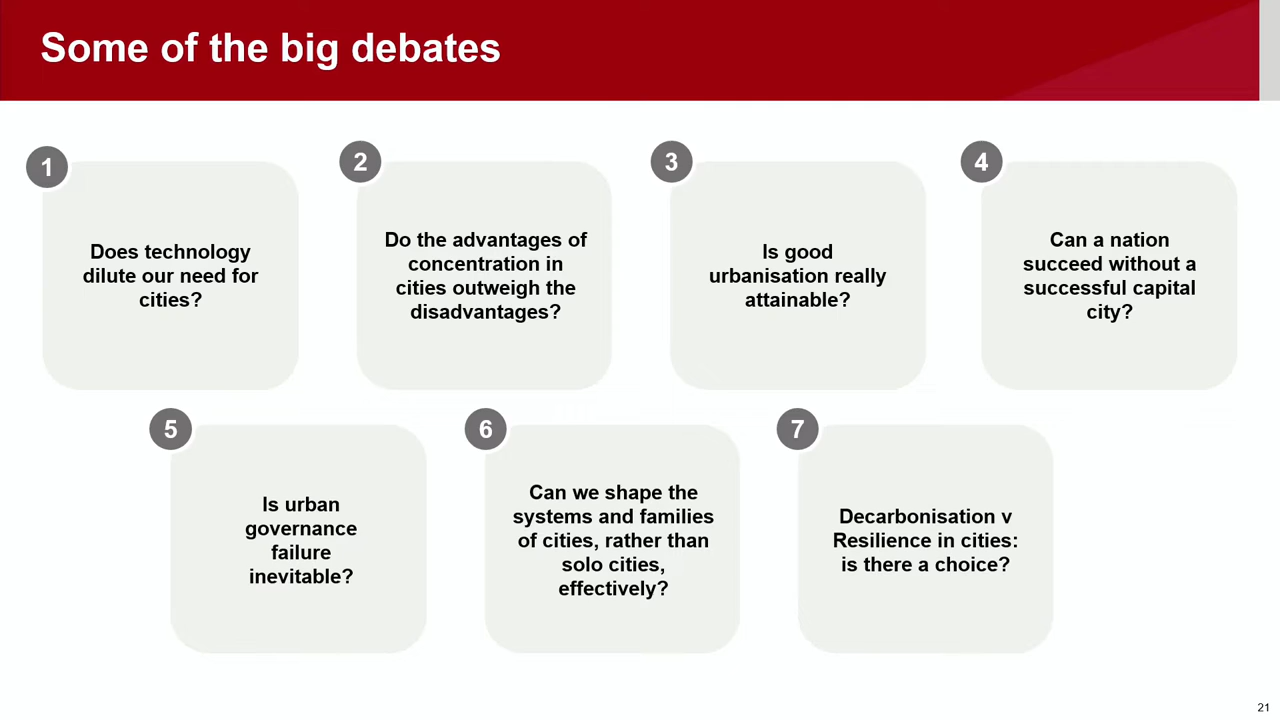 Some of the big debates
1
Does technology
dilute our need for
cities?
2
Do the advantages of
concentration in
cities outweigh the
disadvantages?
3
Is good
urbanisation really
attainable?
4
Can a nation
succeed without a
successful capital
city?
5
Is urban
governance
failure
inevitable?
6
Can we shape the
systems and families
of cities, rather than
solo cities,
effectively?
7
Decarbonisation v
Resilience in cities:
is there a choice?
21